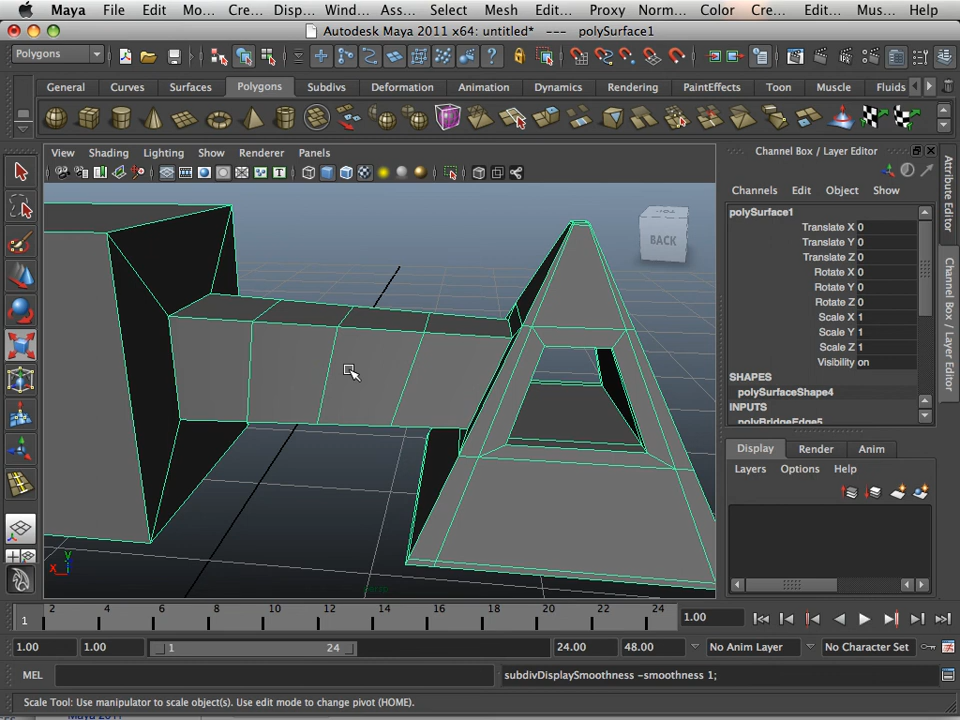 Maya File Edit Mo... Cre... Disp... Wind... Ass... Select Mesh Edit... Proxy Norm... Color Cre... Edit... Mus... Help
Autodesk Maya 2011 x64: untitled* --- polySurface1
Polygons
General Curves Surfaces Polygons Subdivs Deformation Animation Dynamics Rendering PaintEffects Toon Muscle Fluids
View Shading Lighting Show Renderer Panels
Channel Box / Layer Editor
Channels Edit Object Show
polySurface1
Translate X 0
Translate Y 0
Translate Z 0
Rotate X 0
Rotate Y 0
Rotate Z 0
Scale X 1
Scale Y 1
Scale Z 1
Visibility on
SHAPES
polySurfaceShape4
INPUTS
polyBridgeEdge5
Attribute Editor
Channel Box / Layer Editor
BACK
TOP
Display Render Anim
Layers Options Help
y
x z
persp
1 2 4 6 8 10 12 14 16 18 20 22 24 1.00
1.00 1.00 1 24 24.00 48.00 No Anim Layer No Character Set
MEL subdivDisplaySmoothness -smoothness 1;
Scale Tool: Use manipulator to scale object(s). Use edit mode to change pivot (HOME).